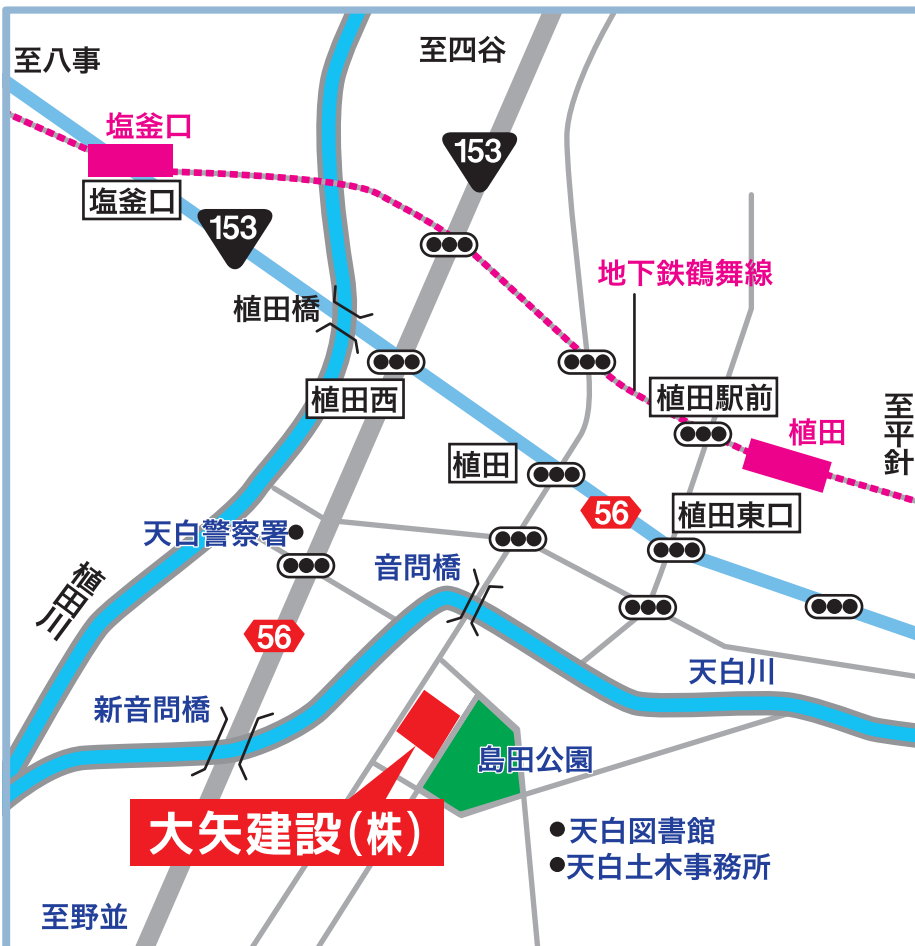 至八事
至四谷
塩釜口
153
塩釜口
153
地下鉄鶴舞線
植田橋
植田西
植田駅前
至平針
植田
植田
56
植田東口
天白警察署
音問橋
植田川
56
天白川
新音問橋
島田公園
大矢建設(株)
天白図書館
天白土木事務所
至野並